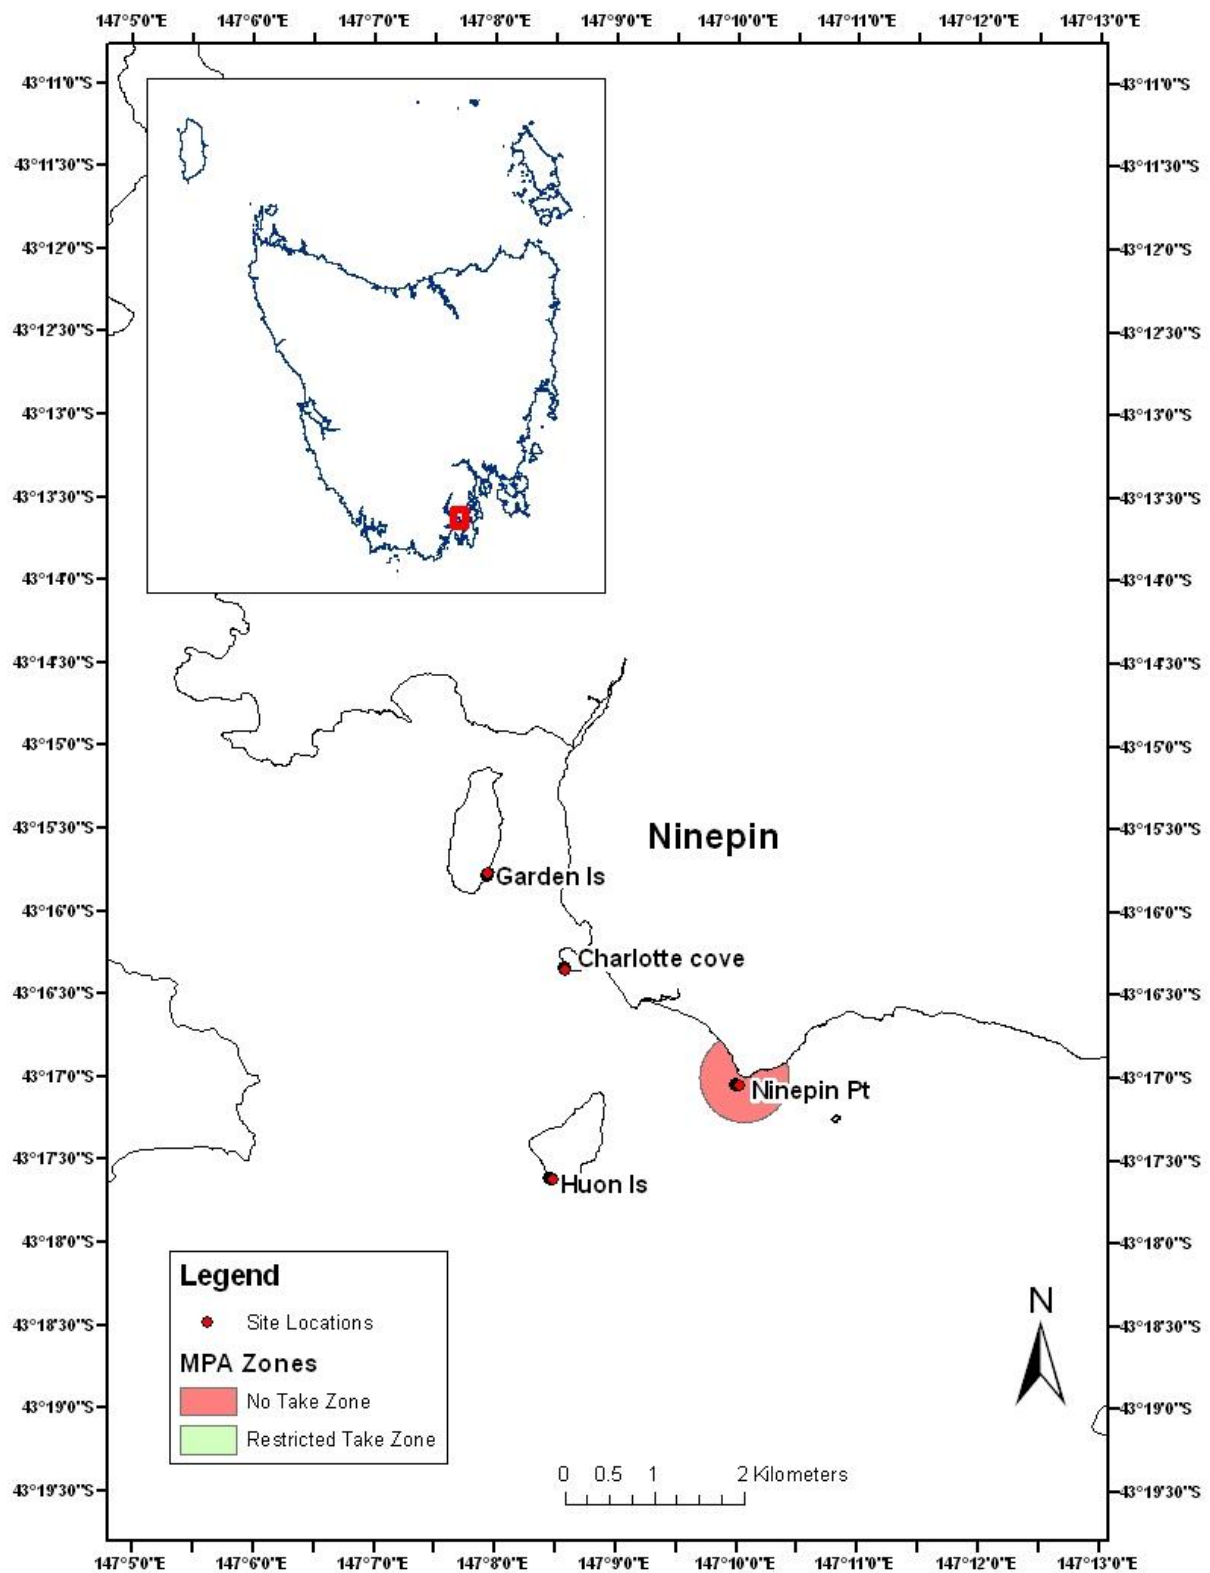 147°5'0"E 147°6'0"E 147°7'0"E 147°8'0"E 147°9'0"E 147°10'0"E 147°11'0"E 147°12'0"E 147°13'0"E
43°11'0"S 43°11'0"S
43°11'30"S 43°11'30"S
43°12'0"S 43°12'0"S
43°12'30"S 43°12'30"S
43°13'0"S 43°13'0"S
43°13'30"S 43°13'30"S
43°14'0"S 43°14'0"S
43°14'30"S 43°14'30"S
43°15'0"S 43°15'0"S
43°15'30"S Ninepin 43°15'30"S
Garden Is
43°16'0"S 43°16'0"S
Charlotte cove
43°16'30"S 43°16'30"S
43°17'0"S Ninepin Pt 43°17'0"S
43°17'30"S 43°17'30"S
Huon Is
43°18'0"S 43°18'0"S
Legend
N
43°18'30"S Site Locations 43°18'30"S
MPA Zones
43°19'0"S No Take Zone 43°19'0"S
Restricted Take Zone
0 0.5 1 2 Kilometers
43°19'30"S 43°19'30"S
147°5'0"E 147°6'0"E 147°7'0"E 147°8'0"E 147°9'0"E 147°10'0"E 147°11'0"E 147°12'0"E 147°13'0"E